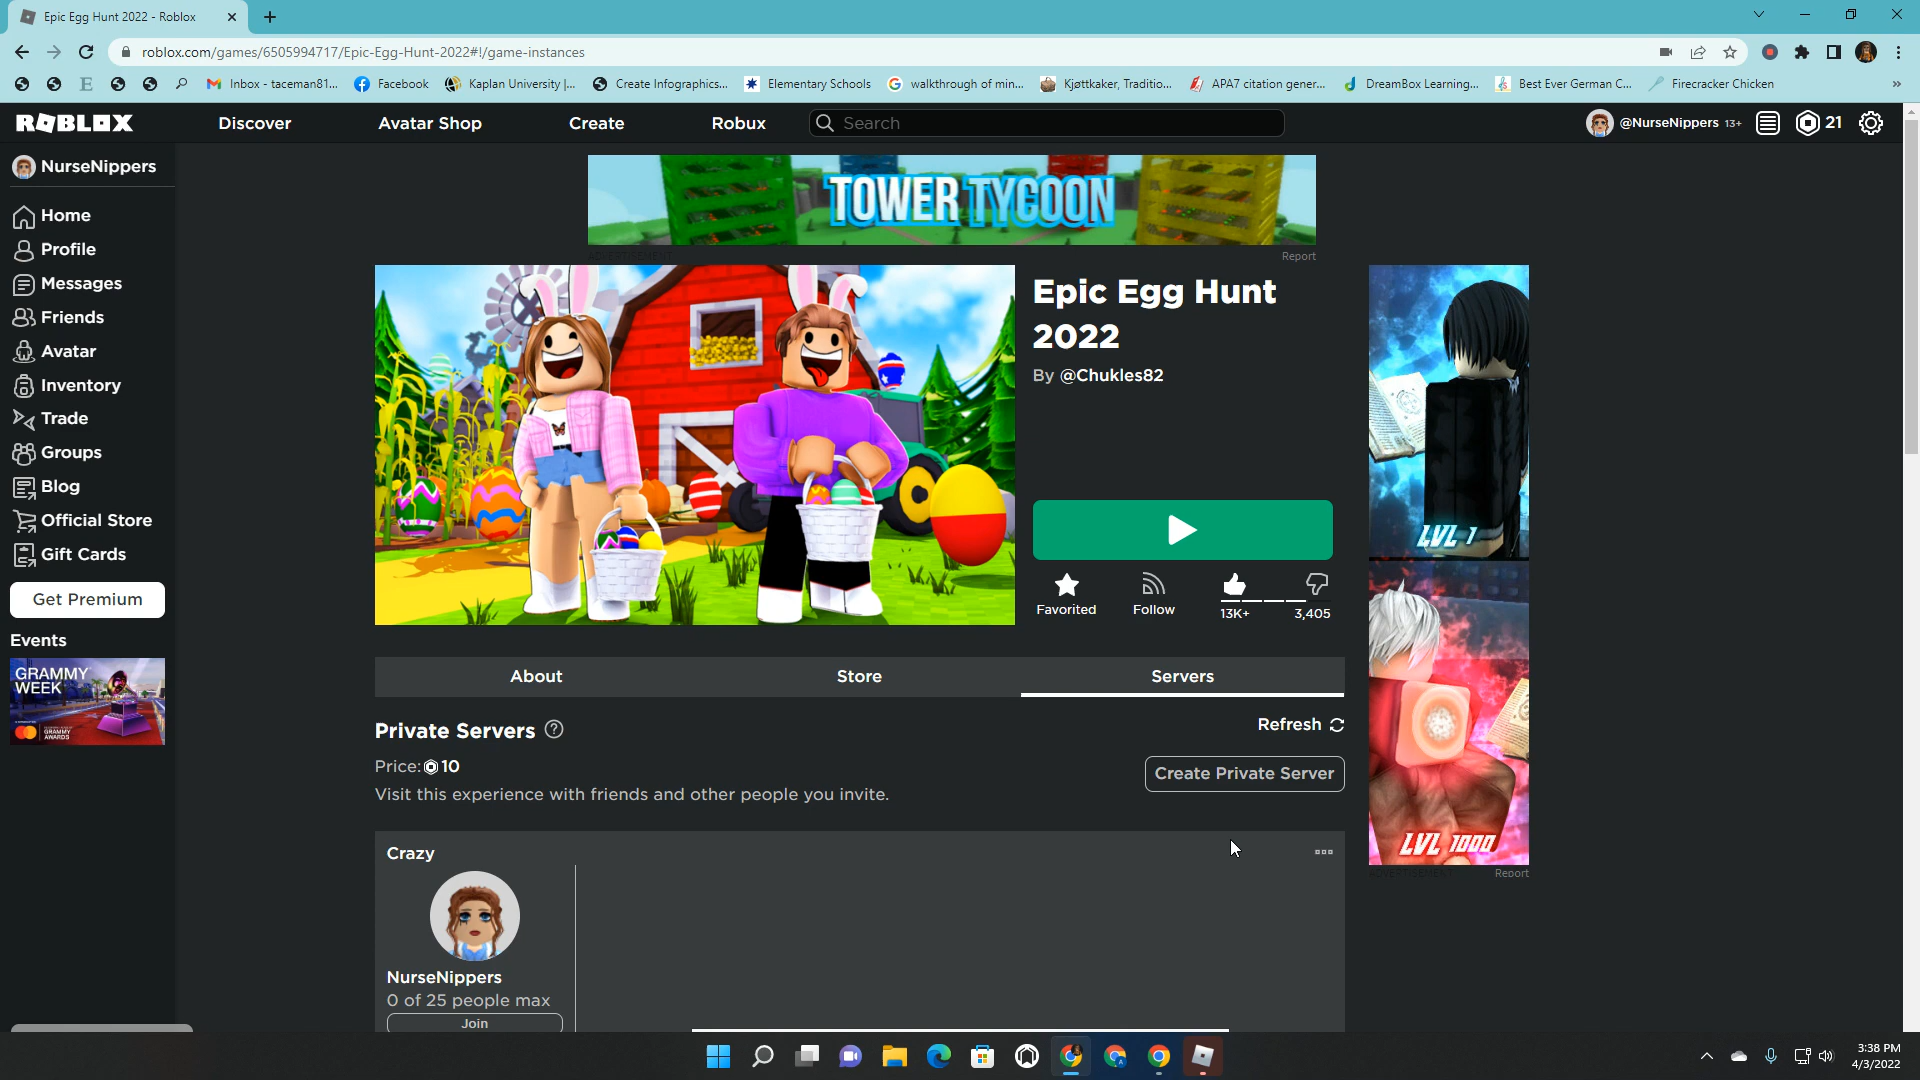 Epic Egg Hunt 2022 - Roblox
roblox.com/games/6505994717/Epic-Egg-Hunt-2022#!/game-instances
Inbox - taceman81...
Facebook
Kaplan University |...
Create Infographics...
Elementary Schools
walkthrough of min...
Kjøttkaker, Traditio...
APA7 citation gener...
DreamBox Learning,...
Best Ever German C...
Firecracker Chicken
ROBLOX
Discover
Avatar Shop
Create
Robux
Search
@NurseNippers 13+
21
NurseNippers
Home
Profile
Messages
Friends
Avatar
Inventory
Trade
Groups
Blog
Official Store
Gift Cards
Get Premium
Events
GRAMMY
WEEK
TOWER TYCOON
ADVERTISEMENT
Report
Epic Egg Hunt
2022
By @Chukles82
Favorited
Follow
13K+
3,405
About
Store
Servers
Private Servers
Refresh
Price: 10
Create Private Server
Visit this experience with friends and other people you invite.
Crazy
NurseNippers
0 of 25 people max
Join
LVL 1
LVL 1000
ADVERTISEMENT
Report
3:38 PM
4/3/2022